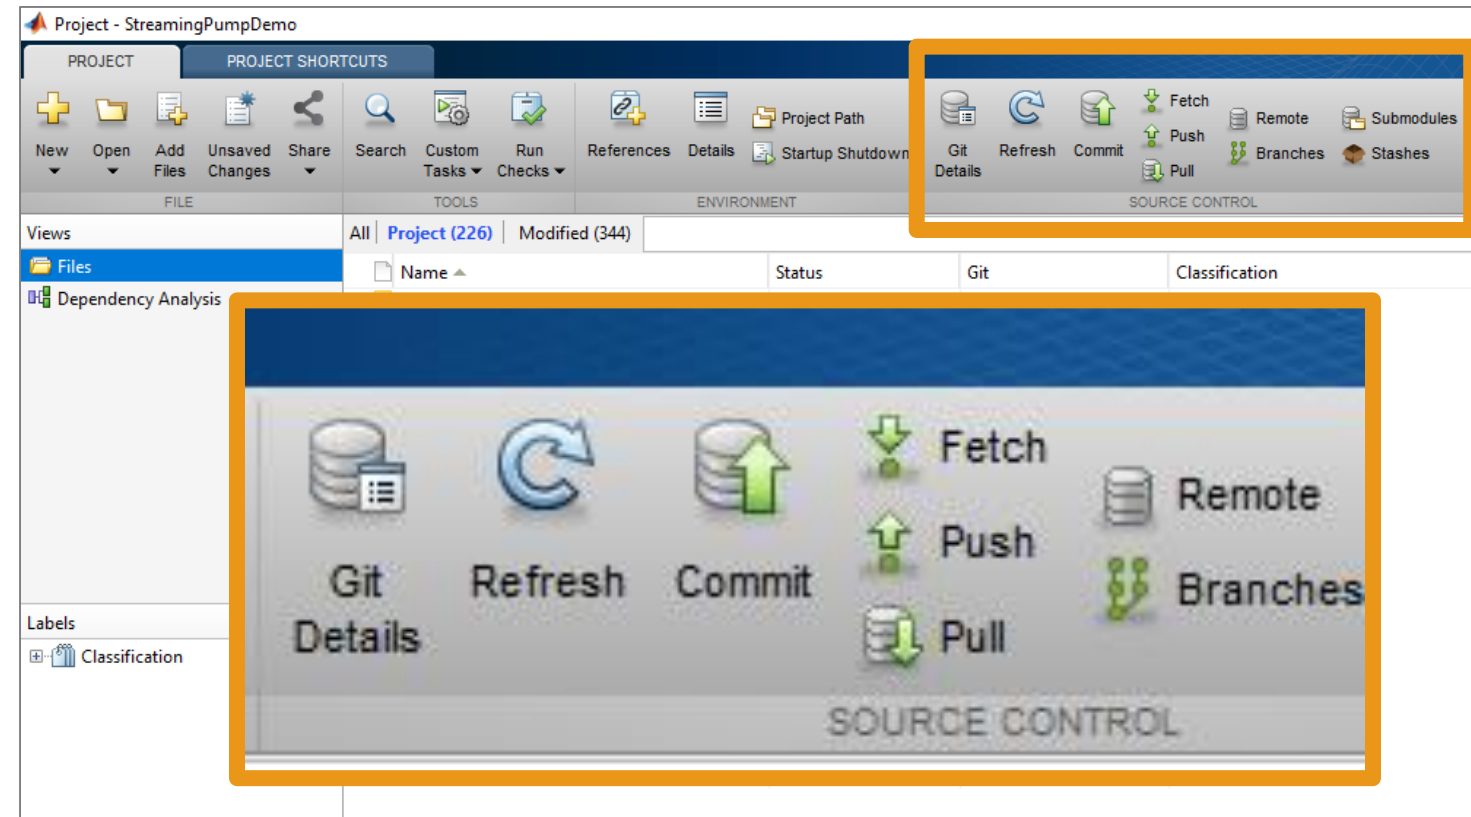 Project - StreamingPumpDemo
PROJECT PROJECT SHORTCUTS
New Open Add Files Unsaved Changes Share
FILE
Search Custom Tasks Run Checks
TOOLS
References Details Project Path Startup Shutdown
ENVIRONMENT
Git Details Refresh Commit Fetch Push Pull Remote Branches Submodules Stashes
SOURCE CONTROL
Views
Files
Dependency Analysis
All Project (226) Modified (344)
Name Status Git Classification
Git Details Refresh Commit Fetch Push Pull Remote Branches
SOURCE CONTROL
Labels
Classification